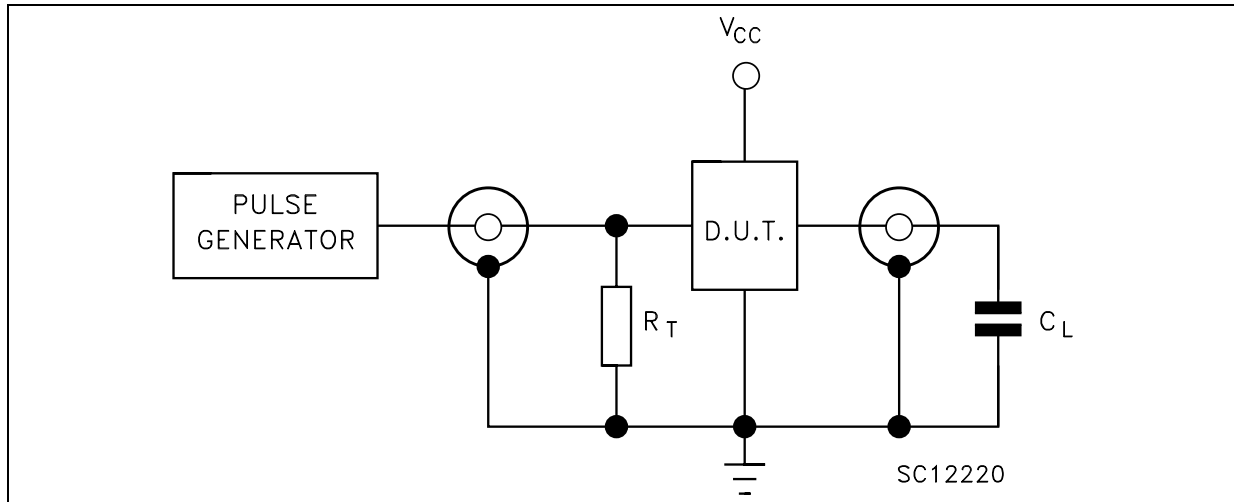 VCC
PULSE
GENERATOR
D.U.T.
RT
CL
SC12220